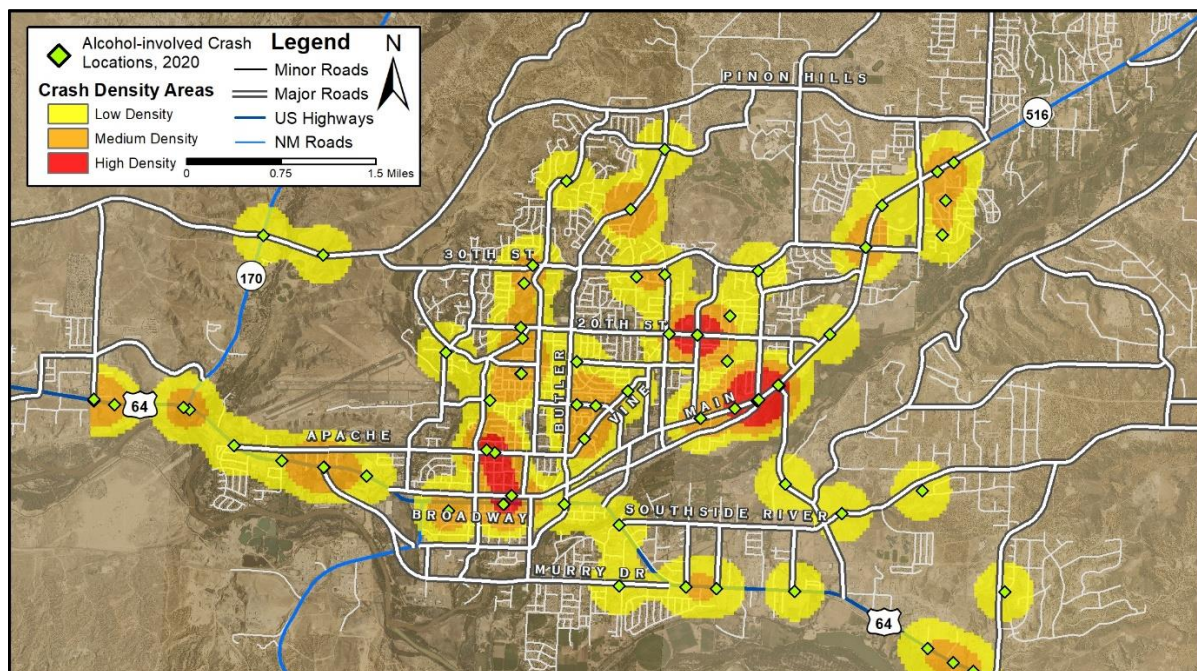 Alcohol-involved Crash
Locations, 2020
Crash Density Areas
Low Density
Medium Density
High Density
Legend
Minor Roads
Major Roads
US Highways
NM Roads
0 0.75 1.5 Miles
N
PINON HILLS
516
30TH ST
170
20TH ST
BUTLER
VINE
MAIN
64
APACHE
BROADWAY
SOUTHSIDE RIVER
MURRY DR
64